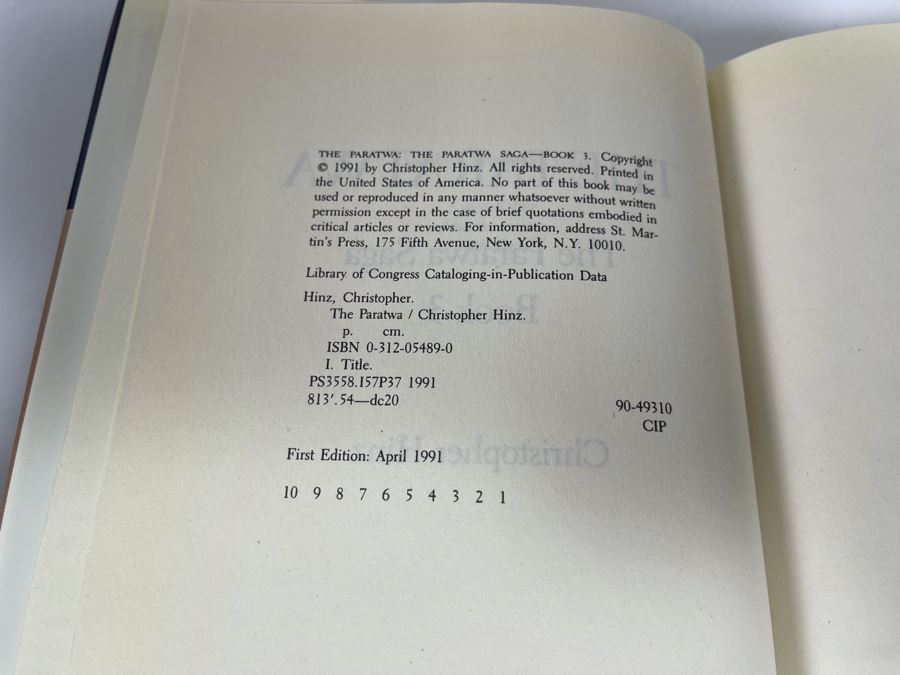 THE PARATWA: THE PARATWA SAGA—BOOK 3. Copyright
© 1991 by Christopher Hinz. All rights reserved. Printed in
the United States of America. No part of this book may be
used or reproduced in any manner whatsoever without written
permission except in the case of brief quotations embodied in
critical articles or reviews. For information, address St. Mar-
tin's Press, 175 Fifth Avenue, New York, N.Y. 10010.
Library of Congress Cataloging-in-Publication Data
Hinz, Christopher.
The Paratwa / Christopher Hinz.
p. cm.
ISBN 0-312-05489-0
I. Title.
PS3558.I57P37 1991
813'.54—dc20 90-49310
CIP
First Edition: April 1991
10 9 8 7 6 5 4 3 2 1